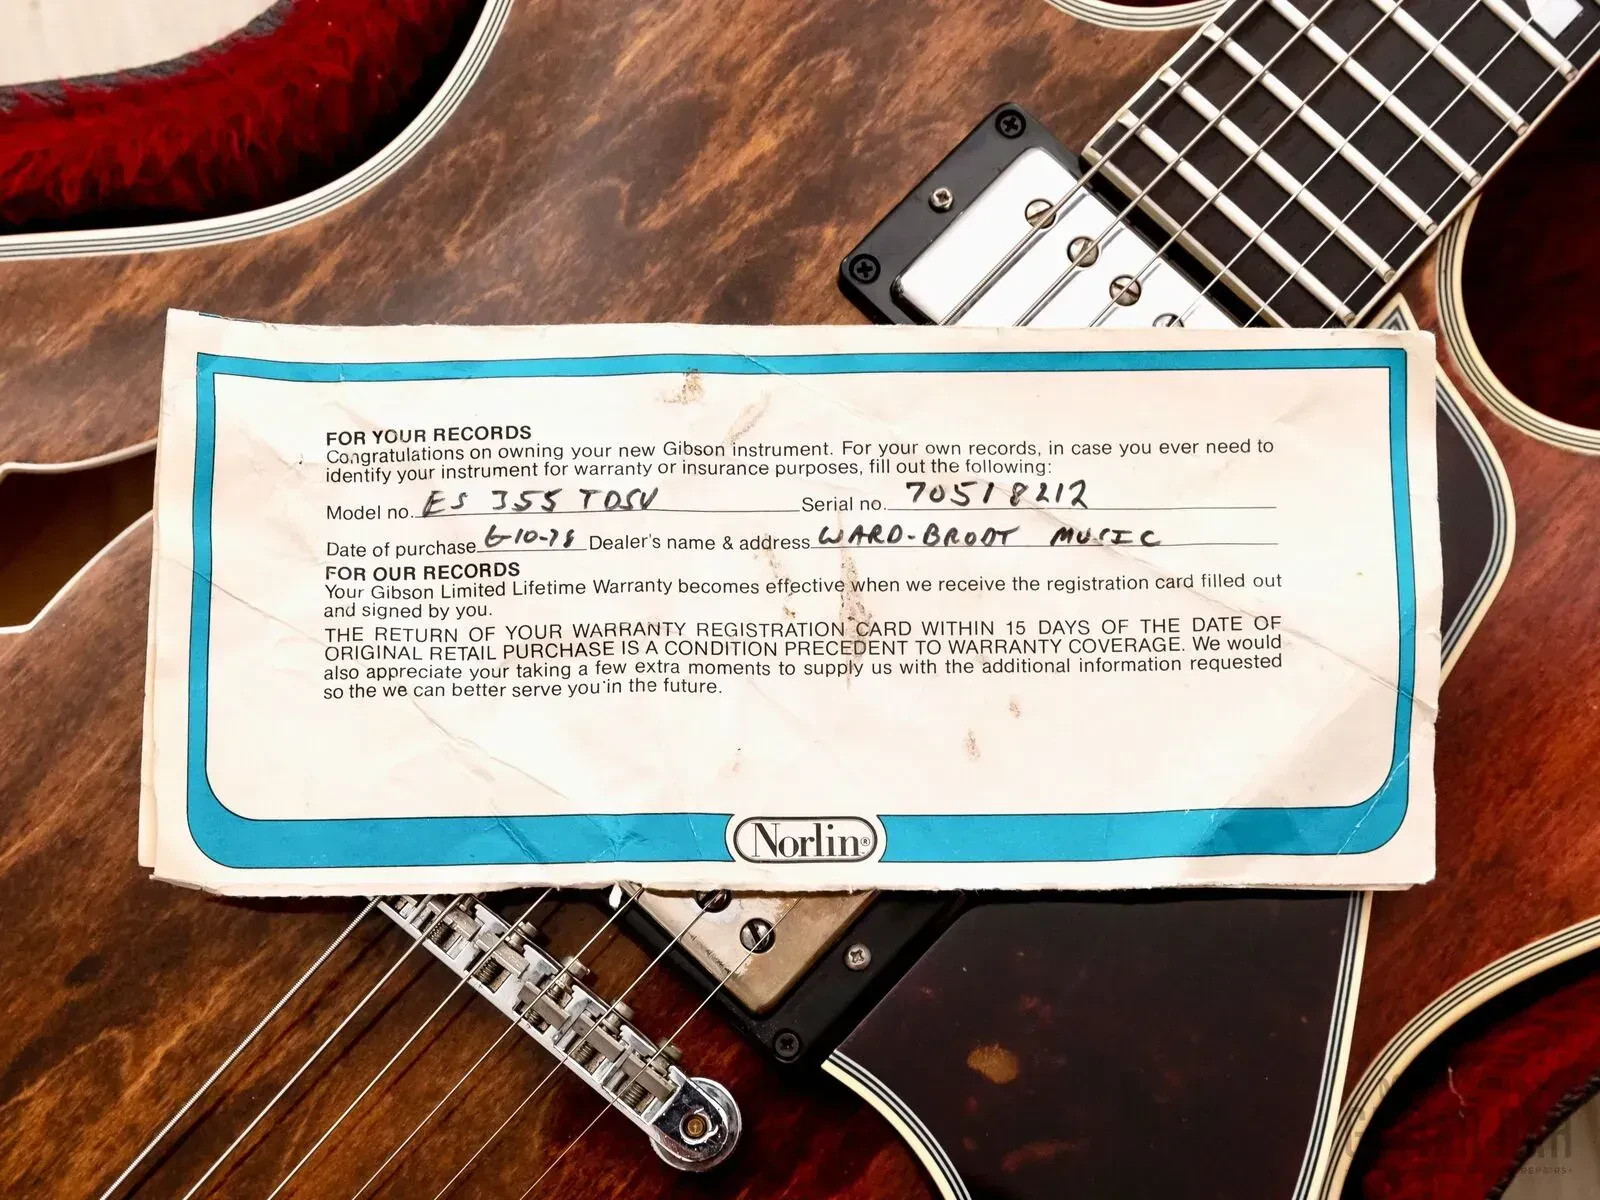 FOR YOUR RECORDS
Congratulations on owning your new Gibson instrument. For your own records, in case you ever need to
identify your instrument for warranty or insurance purposes, fill out the following:
Model no. ES 355 TDSV Serial no. 70518212
Date of purchase 6-10-78 Dealer's name & address WARD-BRODT MUSIC
FOR OUR RECORDS
Your Gibson Limited Lifetime Warranty becomes effective when we receive the registration card filled out
and signed by you.
THE RETURN OF YOUR WARRANTY REGISTRATION CARD WITHIN 15 DAYS OF THE DATE OF
ORIGINAL RETAIL PURCHASE IS A CONDITION PRECEDENT TO WARRANTY COVERAGE. We would
also appreciate your taking a few extra moments to supply us with the additional information requested
so the we can better serve you in the future.
Norlin®